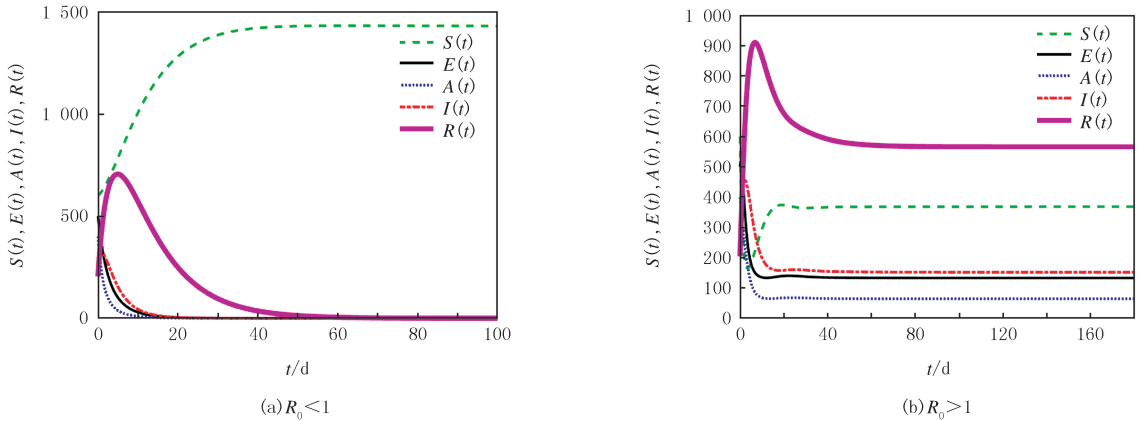 1 500
1 000
500
0
S(t), E(t), A(t), I(t), R(t)
S(t)
E(t)
A(t)
I(t)
R(t)
0 20 40 60 80 100
t/d
(a) R₀<1
1 000
900
800
700
600
500
400
300
200
100
0
S(t), E(t), A(t), I(t), R(t)
S(t)
E(t)
A(t)
I(t)
R(t)
0 40 80 120 160
t/d
(b) R₀>1